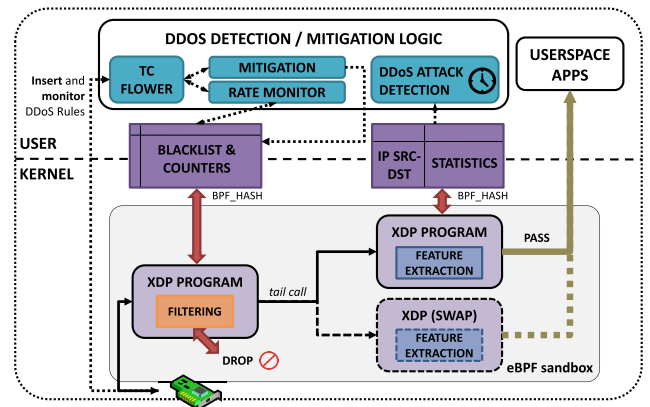 DDOS DETECTION / MITIGATION LOGIC
TC
FLOWER
MITIGATION
RATE MONITOR
DDoS ATTACK
DETECTION
USERSPACE
APPS
Insert and
monitor
DDoS Rules
USER
KERNEL
BLACKLIST &
COUNTERS
IP SRC-
DST
STATISTICS
BPF_HASH
BPF_HASH
XDP PROGRAM
FILTERING
DROP
tail call
XDP PROGRAM
FEATURE
EXTRACTION
PASS
XDP (SWAP)
FEATURE
EXTRACTION
eBPF sandbox